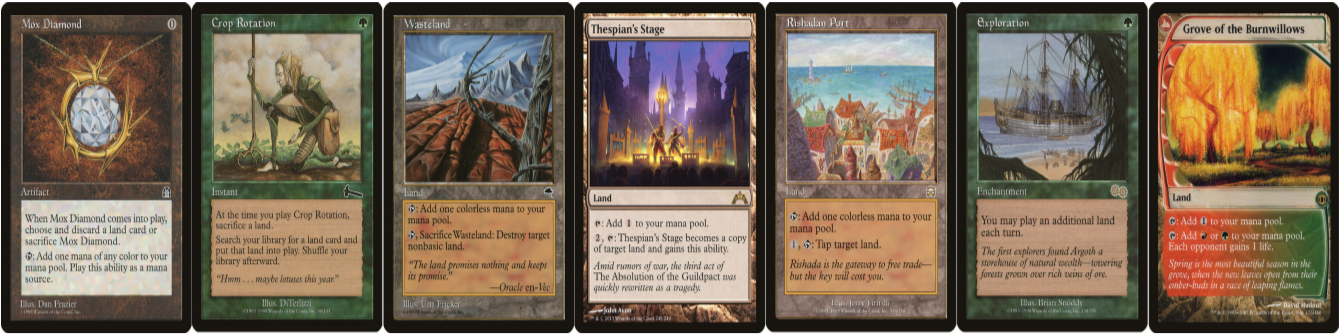 Mox Diamond
0
Artifact
When Mox Diamond comes into play,
choose and discard a land card or
sacrifice Mox Diamond.
: Add one mana of any color to your
mana pool. Play this ability as a mana
source.
Illus. Dan Frazier
Crop Rotation
Instant
At the time you play Crop Rotation,
sacrifice a land.
Search your library for a land card and
put that land into play. Shuffle your
library afterward.
"Hmm . . . maybe lotuses this year."
Illus. DiTerlizzi
Wasteland
Land
: Add one colorless mana to your
mana pool.
, Sacrifice Wasteland: Destroy target
nonbasic land.
"The land promises nothing and keeps
its promise."
—Oracle en-Vec
Illus. Una Fricker
Thespian's Stage
Land
: Add 1 to your mana pool.
2, : Thespian's Stage becomes a copy
of target land and gains this ability.
Amid rumors of war, the third act of
The Absolution of the Guildpact was
quickly rewritten as a tragedy.
John Avon
Rishadan Port
Land
: Add one colorless mana to your
mana pool.
1, : Tap target land.
Rishada is the gateway to free trade—
but the key will cost you.
Illus. Jerry Tiritilli
Exploration
Enchantment
You may play an additional land
each turn.
The first explorers found Argoth a
storehouse of natural wealth—towering
forests grown over rich veins of ore.
Illus. Brian Snoddy
Grove of the Burnwillows
Land
: Add 1 to your mana pool.
: Add or to your mana pool.
Each opponent gains 1 life.
Spring is the most beautiful season in the
grove, when the new leaves open from their
ember-buds in a race of leaping flames.
David Hudnut